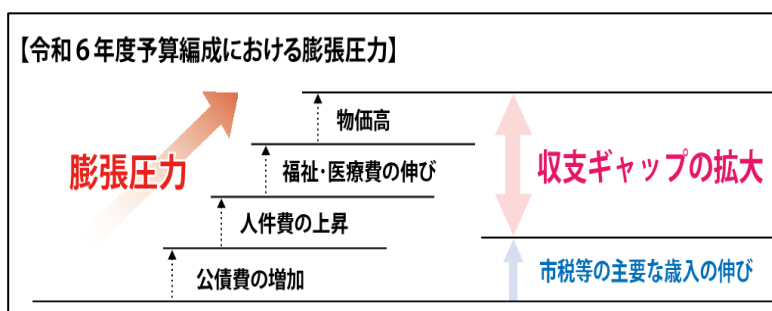 【令和６年度予算編成における膨張圧力】
物価高
膨張圧力
福祉・医療費の伸び
収支ギャップの拡大
人件費の上昇
公債費の増加
市税等の主要な歳入の伸び